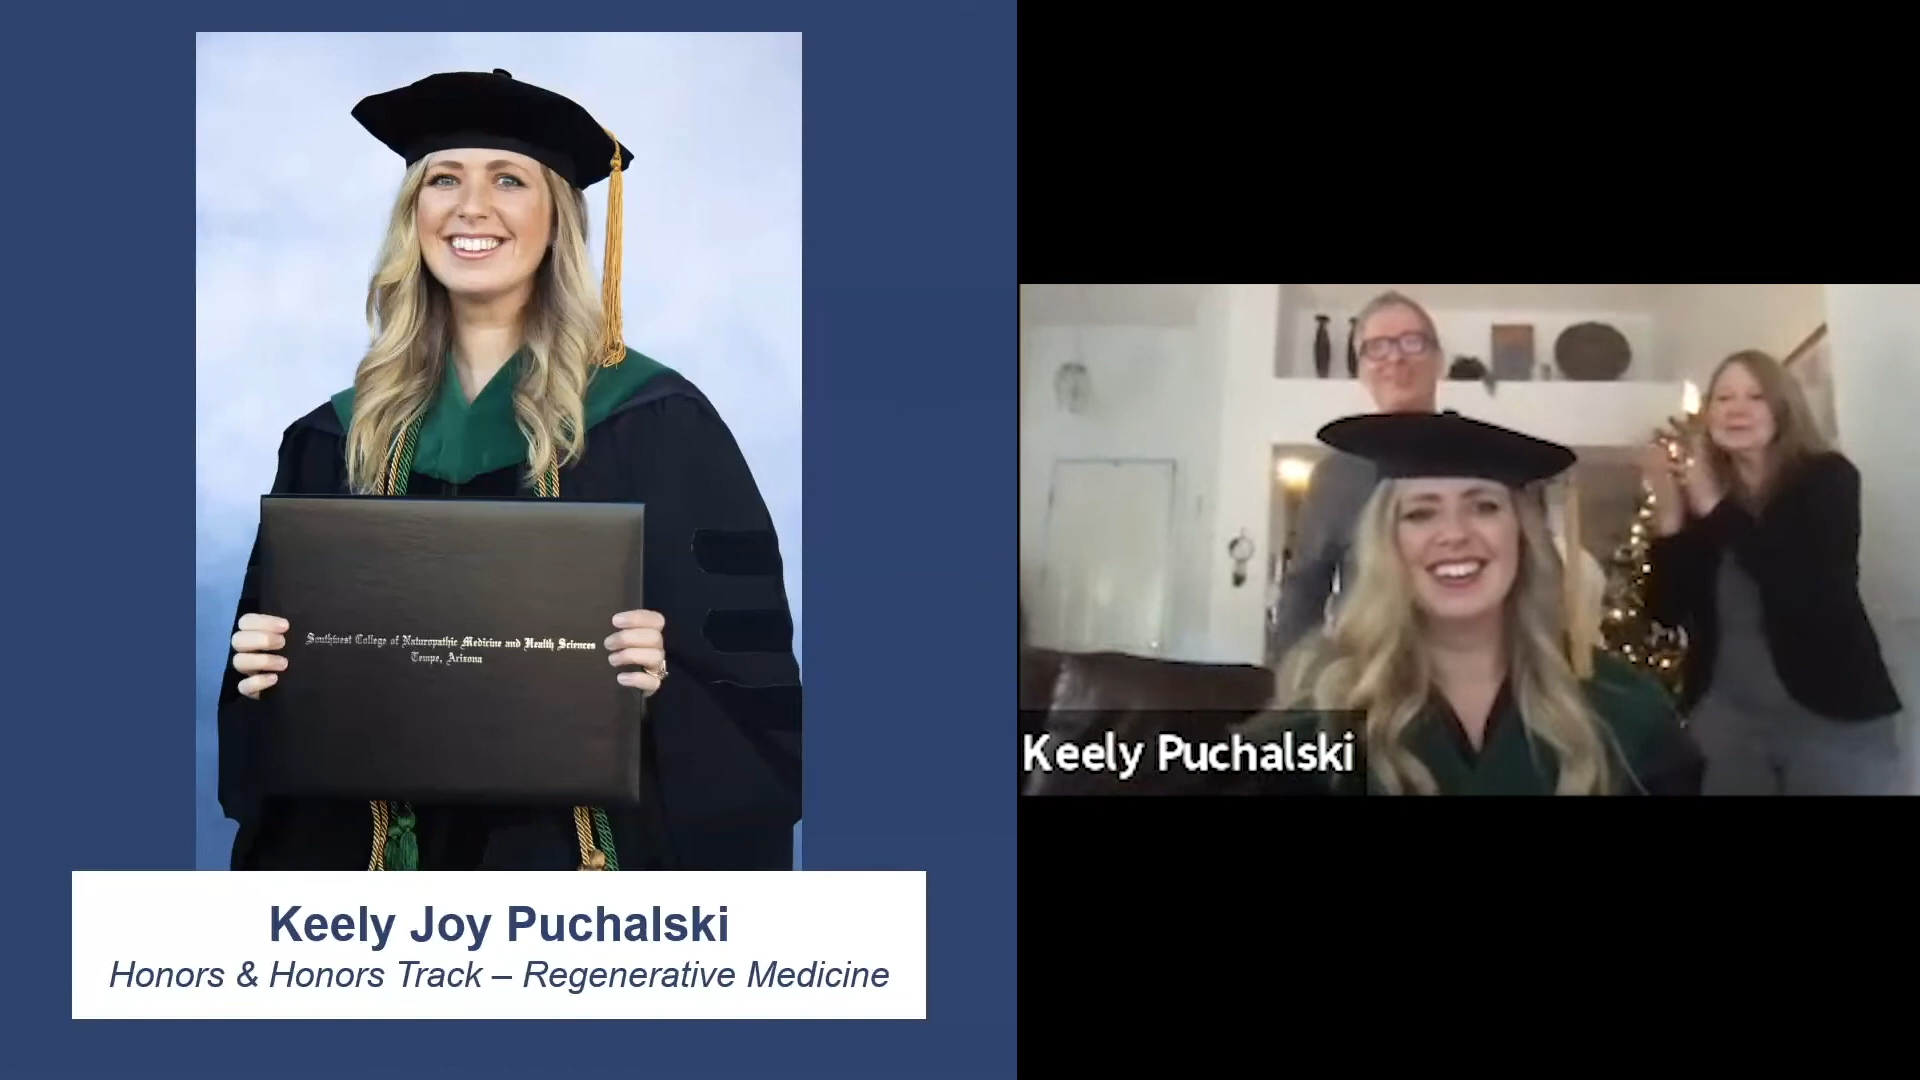 Southwest College of Naturopathic Medicine and Health Sciences
Tempe, Arizona
Keely Joy Puchalski
Honors & Honors Track – Regenerative Medicine
Keely Puchalski